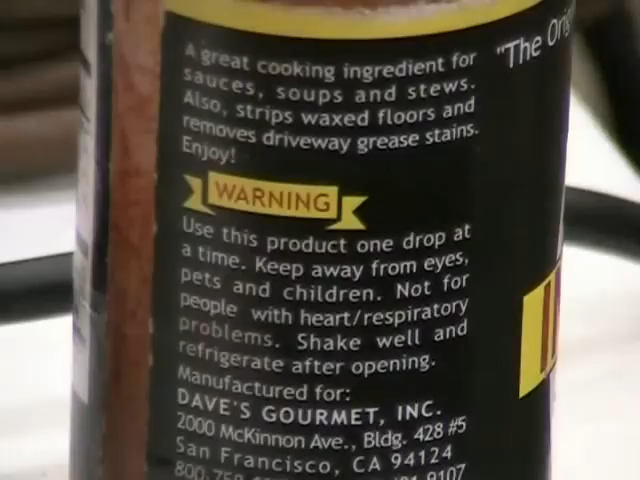 A great cooking ingredient for
sauces, soups and stews.
Also, strips waxed floors and
removes driveway grease stains.
Enjoy!
WARNING
Use this product one drop at
a time. Keep away from eyes,
pets and children. Not for
people with heart/respiratory
problems. Shake well and
refrigerate after opening.
Manufactured for:
DAVE'S GOURMET, INC.
2000 McKinnon Ave., Bldg. 428 #5
San Francisco, CA 94124
"The